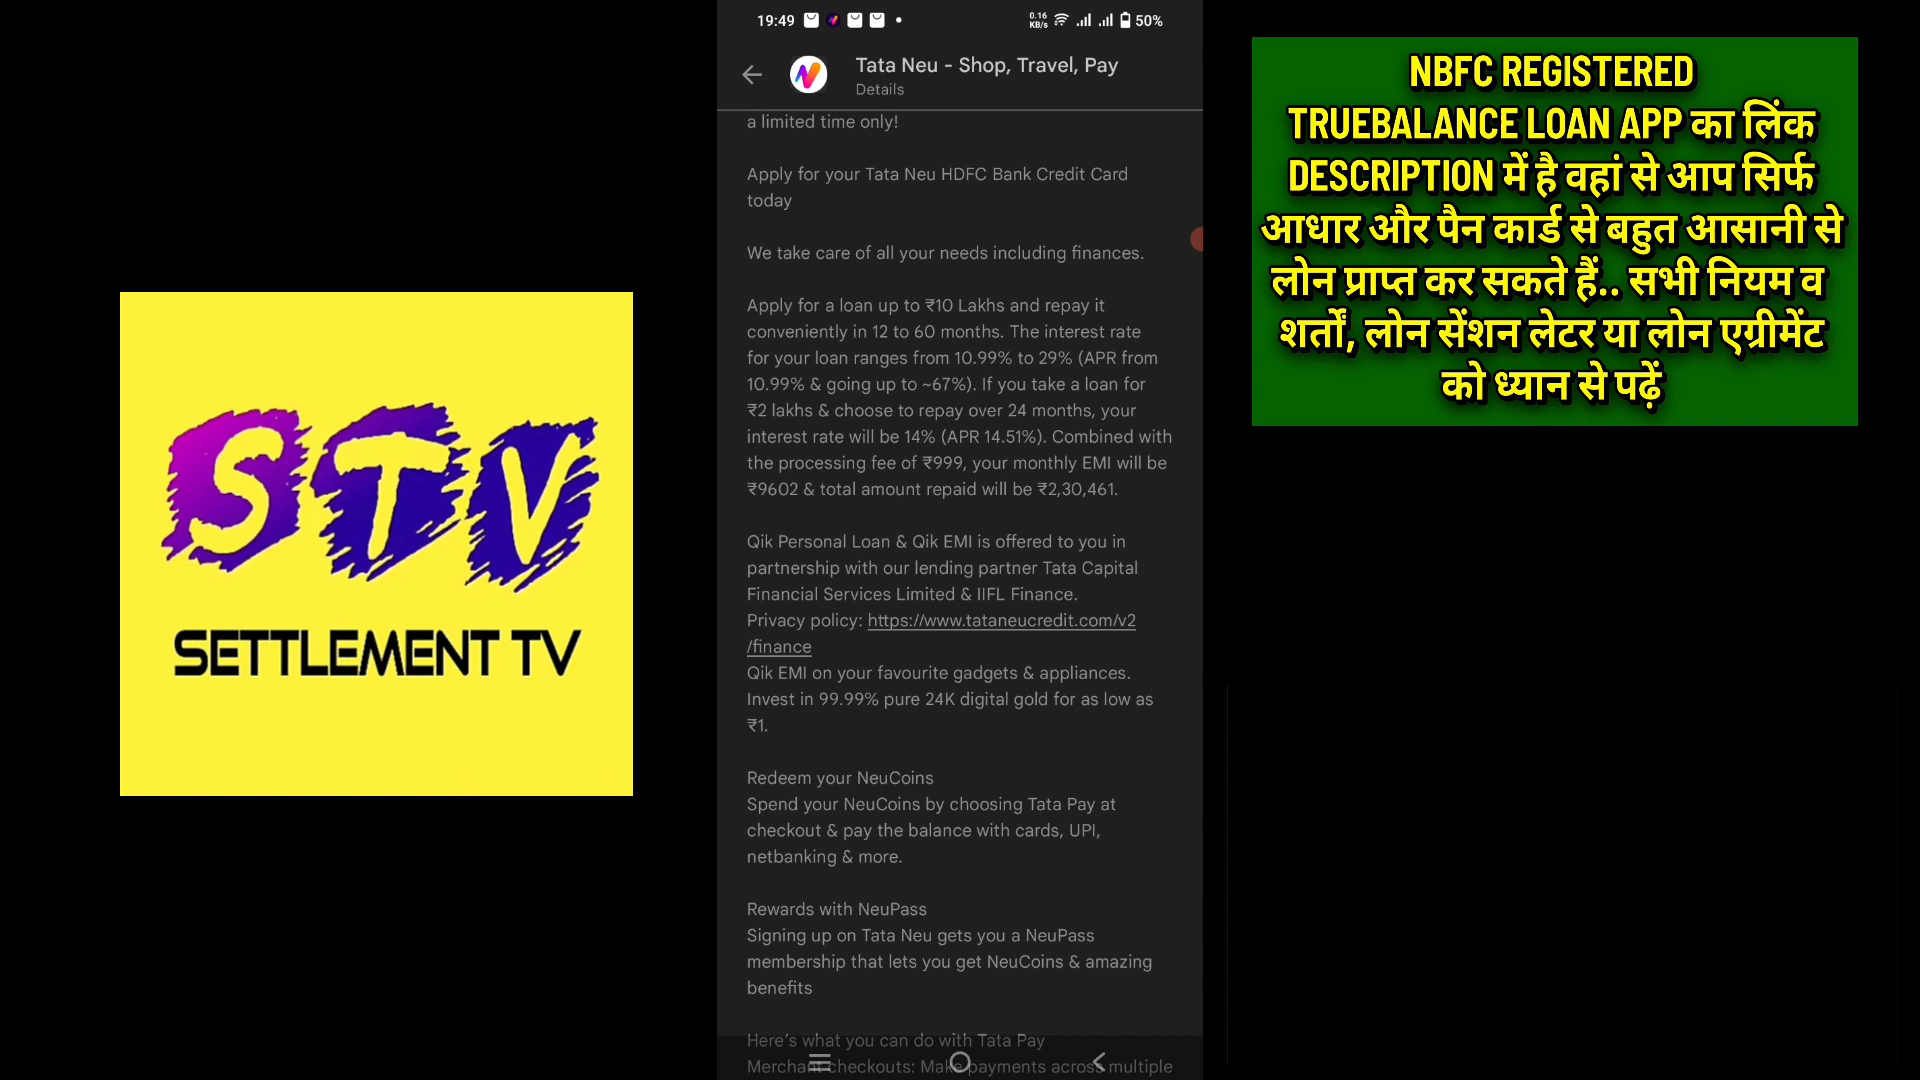 STV
SETTLEMENT TV
19:49
0.16
KB/s
50%
Tata Neu - Shop, Travel, Pay
Details
a limited time only!
Apply for your Tata Neu HDFC Bank Credit Card
today
We take care of all your needs including finances.
Apply for a loan up to ₹10 Lakhs and repay it
conveniently in 12 to 60 months. The interest rate
for your loan ranges from 10.99% to 29% (APR from
10.99% & going up to ~67%). If you take a loan for
₹2 lakhs & choose to repay over 24 months, your
interest rate will be 14% (APR 14.51%). Combined with
the processing fee of ₹999, your monthly EMI will be
₹9602 & total amount repaid will be ₹2,30,461.
Qik Personal Loan & Qik EMI is offered to you in
partnership with our lending partner Tata Capital
Financial Services Limited & IIFL Finance.
Privacy policy: https://www.tataneucredit.com/v2
/finance
Qik EMI on your favourite gadgets & appliances.
Invest in 99.99% pure 24K digital gold for as low as
₹1.
Redeem your NeuCoins
Spend your NeuCoins by choosing Tata Pay at
checkout & pay the balance with cards, UPI,
netbanking & more.
Rewards with NeuPass
Signing up on Tata Neu gets you a NeuPass
membership that lets you get NeuCoins & amazing
benefits
Here's what you can do with Tata Pay
Merchant checkouts: Make payments across multiple
NBFC REGISTERED
TRUEBALANCE LOAN APP का लिंक
DESCRIPTION में है वहां से आप सिर्फ
आधार और पैन कार्ड से बहुत आसानी से
लोन प्राप्त कर सकते हैं.. सभी नियम व
शर्तों, लोन सेंशन लेटर या लोन एग्रीमेंट
को ध्यान से पढ़ें